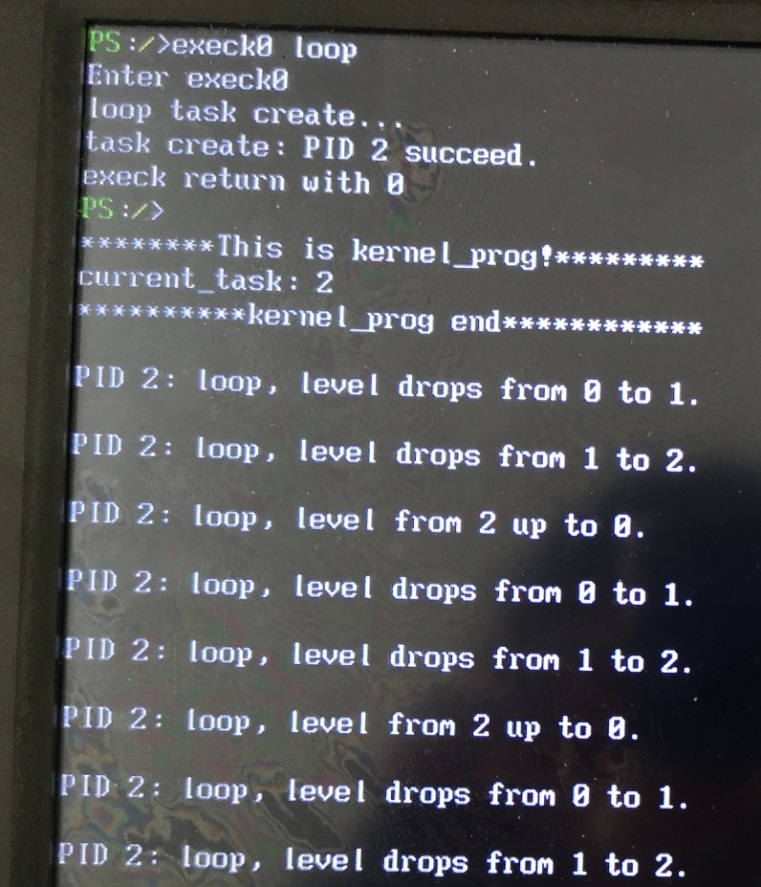 PS:/>execk0 loop
Enter execk0
loop task create...
task create: PID 2 succeed.
execk return with 0
PS:/>
********This is kernel_prog!*********
current_task: 2
**********kernel_prog end************
PID 2: loop, level drops from 0 to 1.
PID 2: loop, level drops from 1 to 2.
PID 2: loop, level from 2 up to 0.
PID 2: loop, level drops from 0 to 1.
PID 2: loop, level drops from 1 to 2.
PID 2: loop, level from 2 up to 0.
PID 2: loop, level drops from 0 to 1.
PID 2: loop, level drops from 1 to 2.